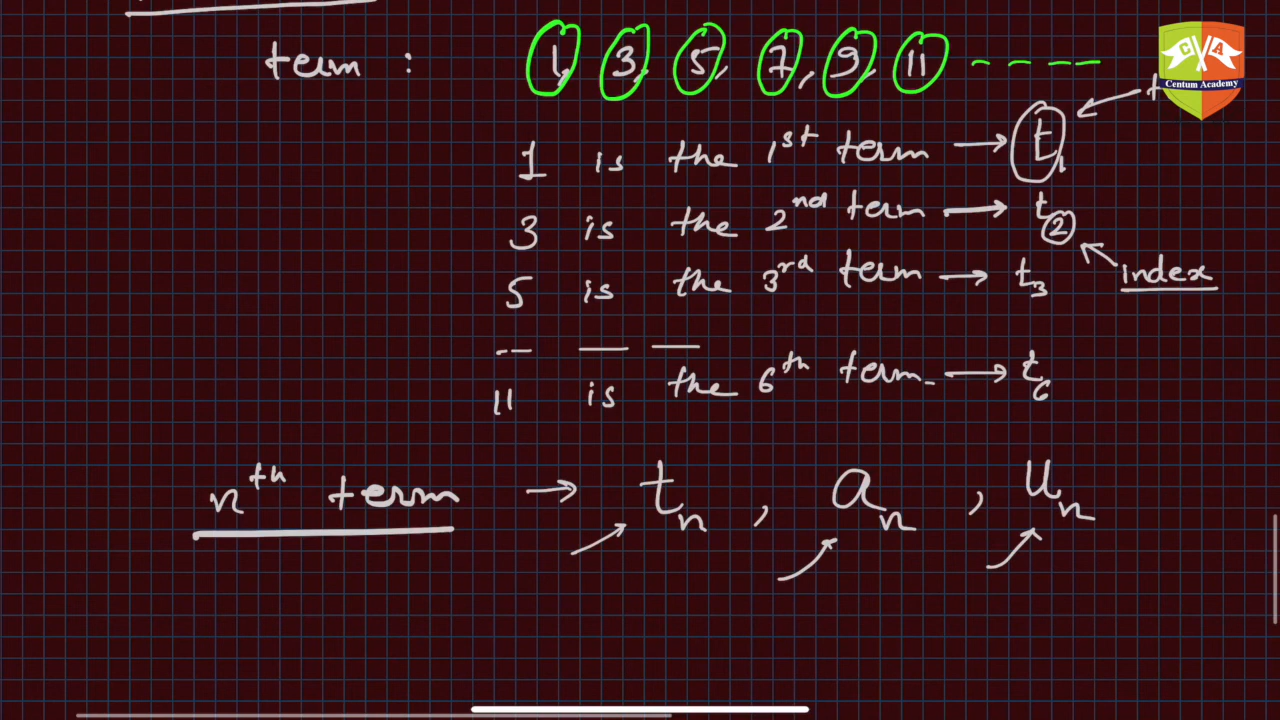 term : 1, 3, 5, 7, 9, 11 ----
CA
Centum Academy
1 is the 1st term → t1
3 is the 2nd term → t2
index
5 is the 3rd term → t3
11 is the 6th term. → t6
nth term → tn , an , un